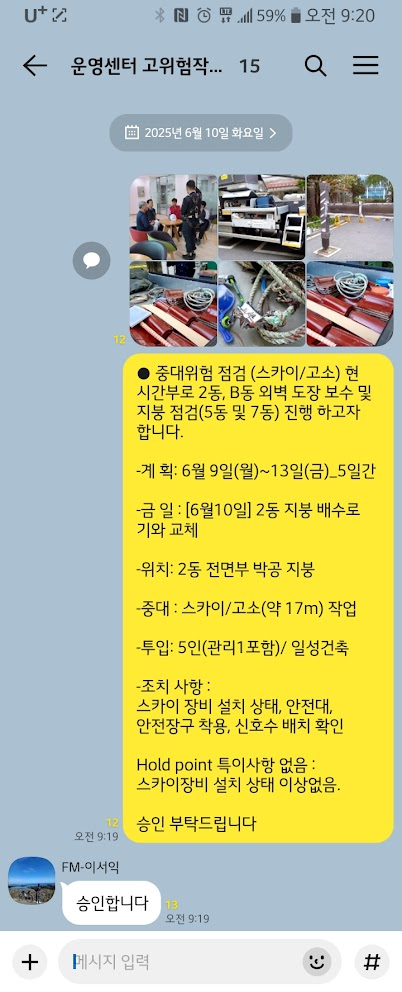 U+
LTE
59%
오전 9:20
운영센터 고위험작... 15
2025년 6월 10일 화요일
12
● 중대위험 점검 (스카이/고소) 현
시간부로 2동, B동 외벽 도장 보수 및
지붕 점검(5동 및 7동) 진행 하고자
합니다.
-계 획: 6월 9일(월)~13일(금)_5일간
-금 일 : [6월10일] 2동 지붕 배수로
기와 교체
-위치: 2동 전면부 박공 지붕
-중대 : 스카이/고소(약 17m) 작업
-투입: 5인(관리1포함)/ 일성건축
-조치 사항 :
스카이 장비 설치 상태, 안전대,
안전장구 착용, 신호수 배치 확인
Hold point 특이사항 없음 :
스카이장비 설치 상태 이상없음.
승인 부탁드립니다
12
오전 9:19
FM-이서익
승인합니다
13
오전 9:19
메시지 입력
#